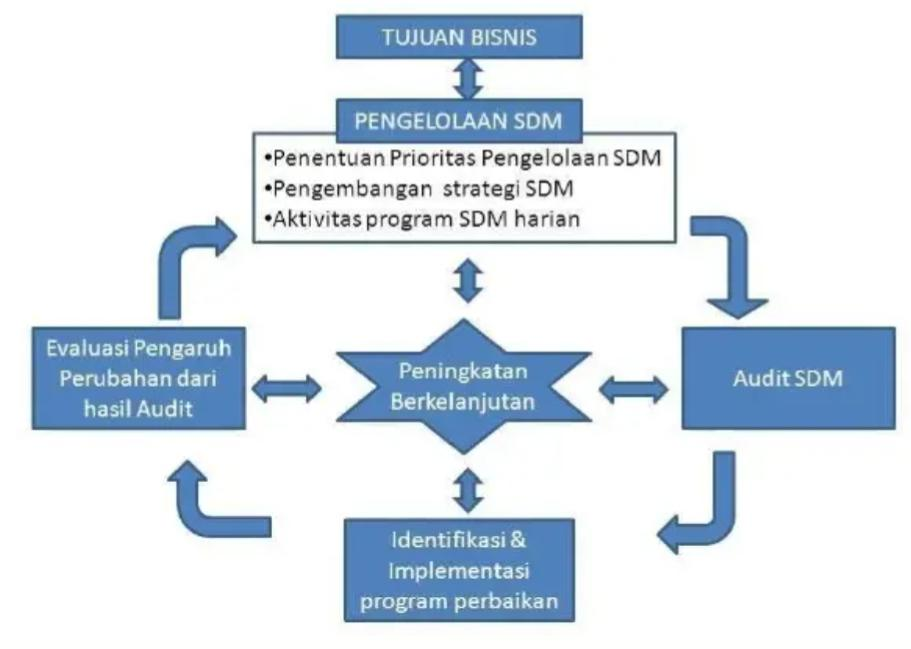 TUJUAN BISNIS
PENGELOLAAN SDM
•Penentuan Prioritas Pengelolaan SDM
•Pengembangan strategi SDM
•Aktivitas program SDM harian
Evaluasi Pengaruh
Perubahan dari
hasil Audit
Peningkatan
Berkelanjutan
Audit SDM
Identifikasi &
Implementasi
program perbaikan